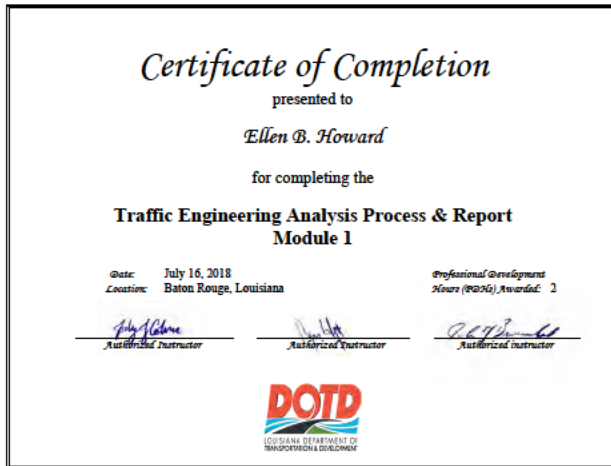 Certificate of Completion
presented to
Ellen B. Howard
for completing the
Traffic Engineering Analysis Process & Report
Module 1
Date: July 16, 2018
Location: Baton Rouge, Louisiana
Professional Development
Hours (PDHs) Awarded: 2
Authorized Instructor
Authorized Instructor
Authorized instructor
DOTD
LOUISIANA DEPARTMENT OF
TRANSPORTATION & DEVELOPMENT